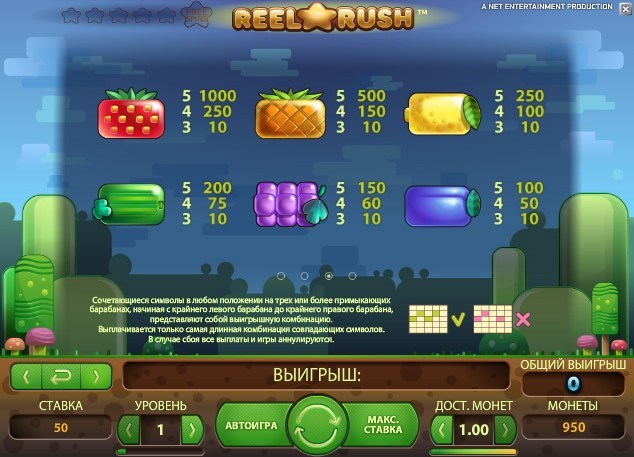 REEL RUSH™
A NET ENTERTAINMENT PRODUCTION
5 1000
4 250
3 10
5 500
4 150
3 10
5 250
4 100
3 10
5 200
4 75
3 10
5 150
4 60
3 10
5 100
4 50
3 10
Сочетающиеся символы в любом положении на трех или более примыкающих
барабанах, начиная с крайнего левого барабана до крайнего правого барабана,
представляют собой выигрышную комбинацию.
Выплачивается только самая длинная комбинация совпадающих символов.
В случае сбоя все выплаты и игры аннулируются.
ВЫИГРЫШ:
ОБЩИЙ ВЫИГРЫШ
0
СТАВКА
50
УРОВЕНЬ
1
АВТОИГРА
МАКС.
СТАВКА
ДОСТ. МОНЕТ
1.00
МОНЕТЫ
950